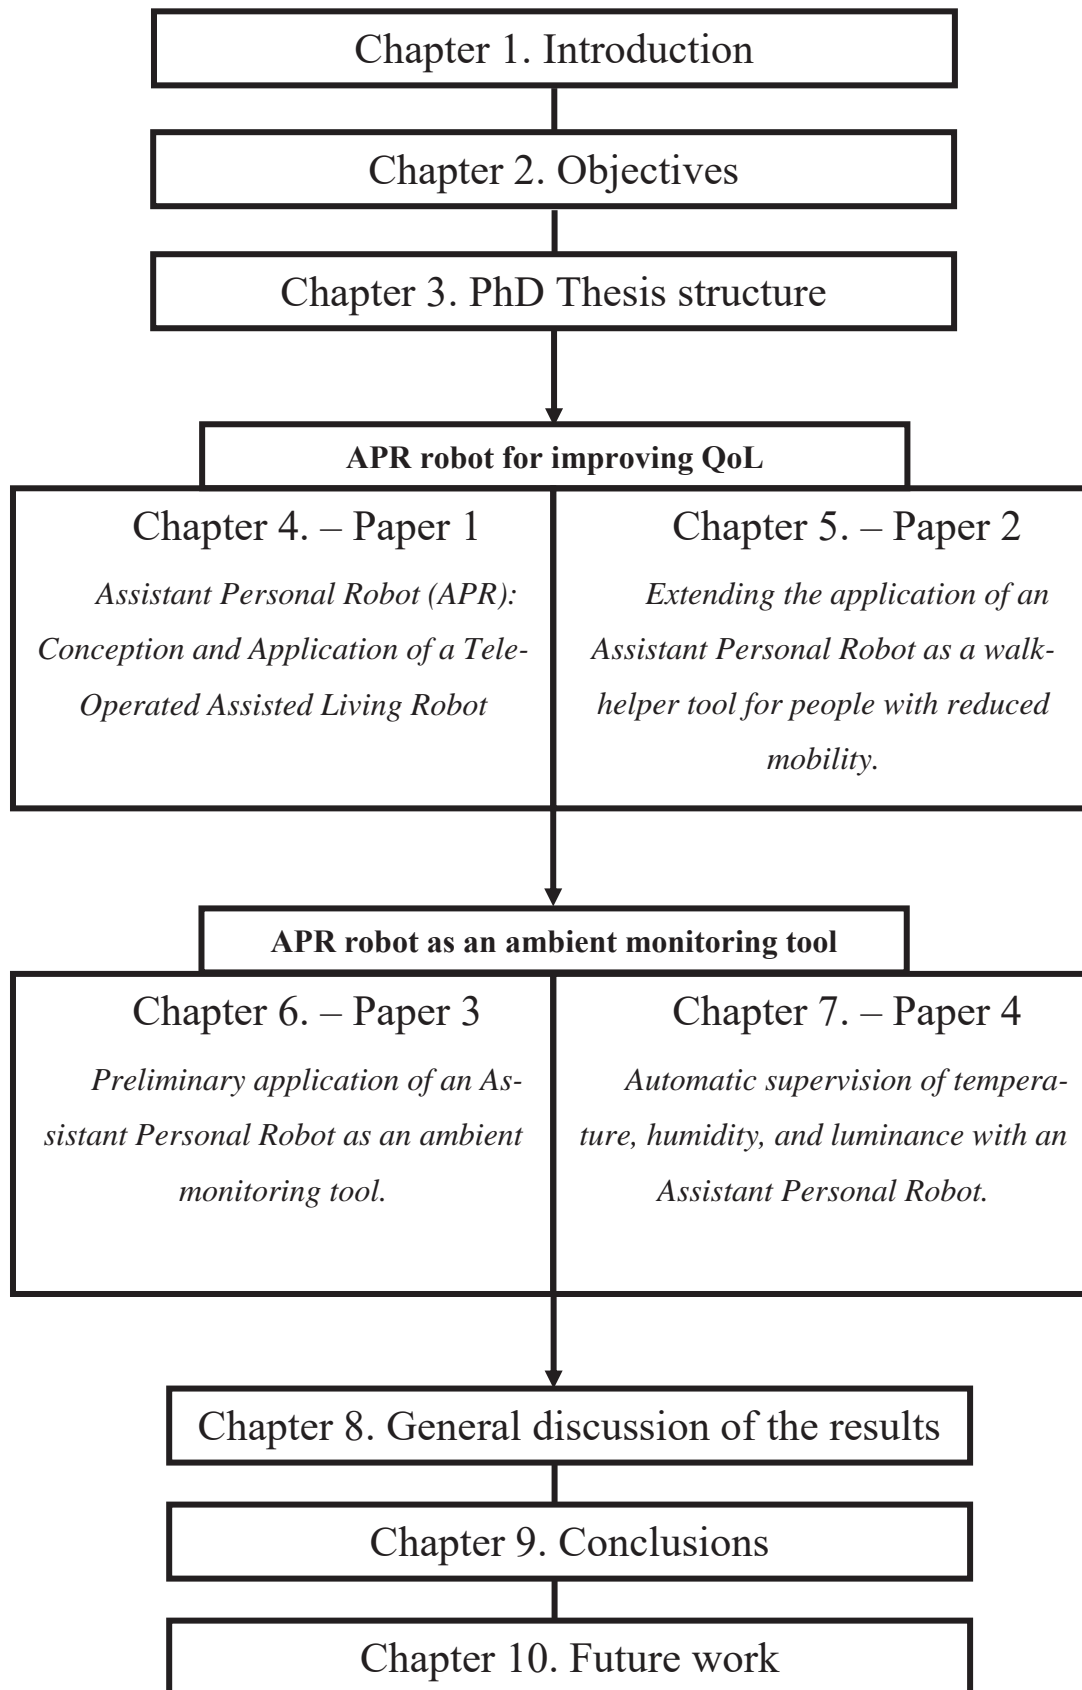 Chapter 1. Introduction
Chapter 2. Objectives
Chapter 3. PhD Thesis structure
APR robot for improving QoL
Chapter 4. – Paper 1
Assistant Personal Robot (APR):
Conception and Application of a Tele-
Operated Assisted Living Robot
Chapter 5. – Paper 2
Extending the application of an
Assistant Personal Robot as a walk-
helper tool for people with reduced
mobility.
APR robot as an ambient monitoring tool
Chapter 6. – Paper 3
Preliminary application of an As-
sistant Personal Robot as an ambient
monitoring tool.
Chapter 7. – Paper 4
Automatic supervision of tempera-
ture, humidity, and luminance with an
Assistant Personal Robot.
Chapter 8. General discussion of the results
Chapter 9. Conclusions
Chapter 10. Future work